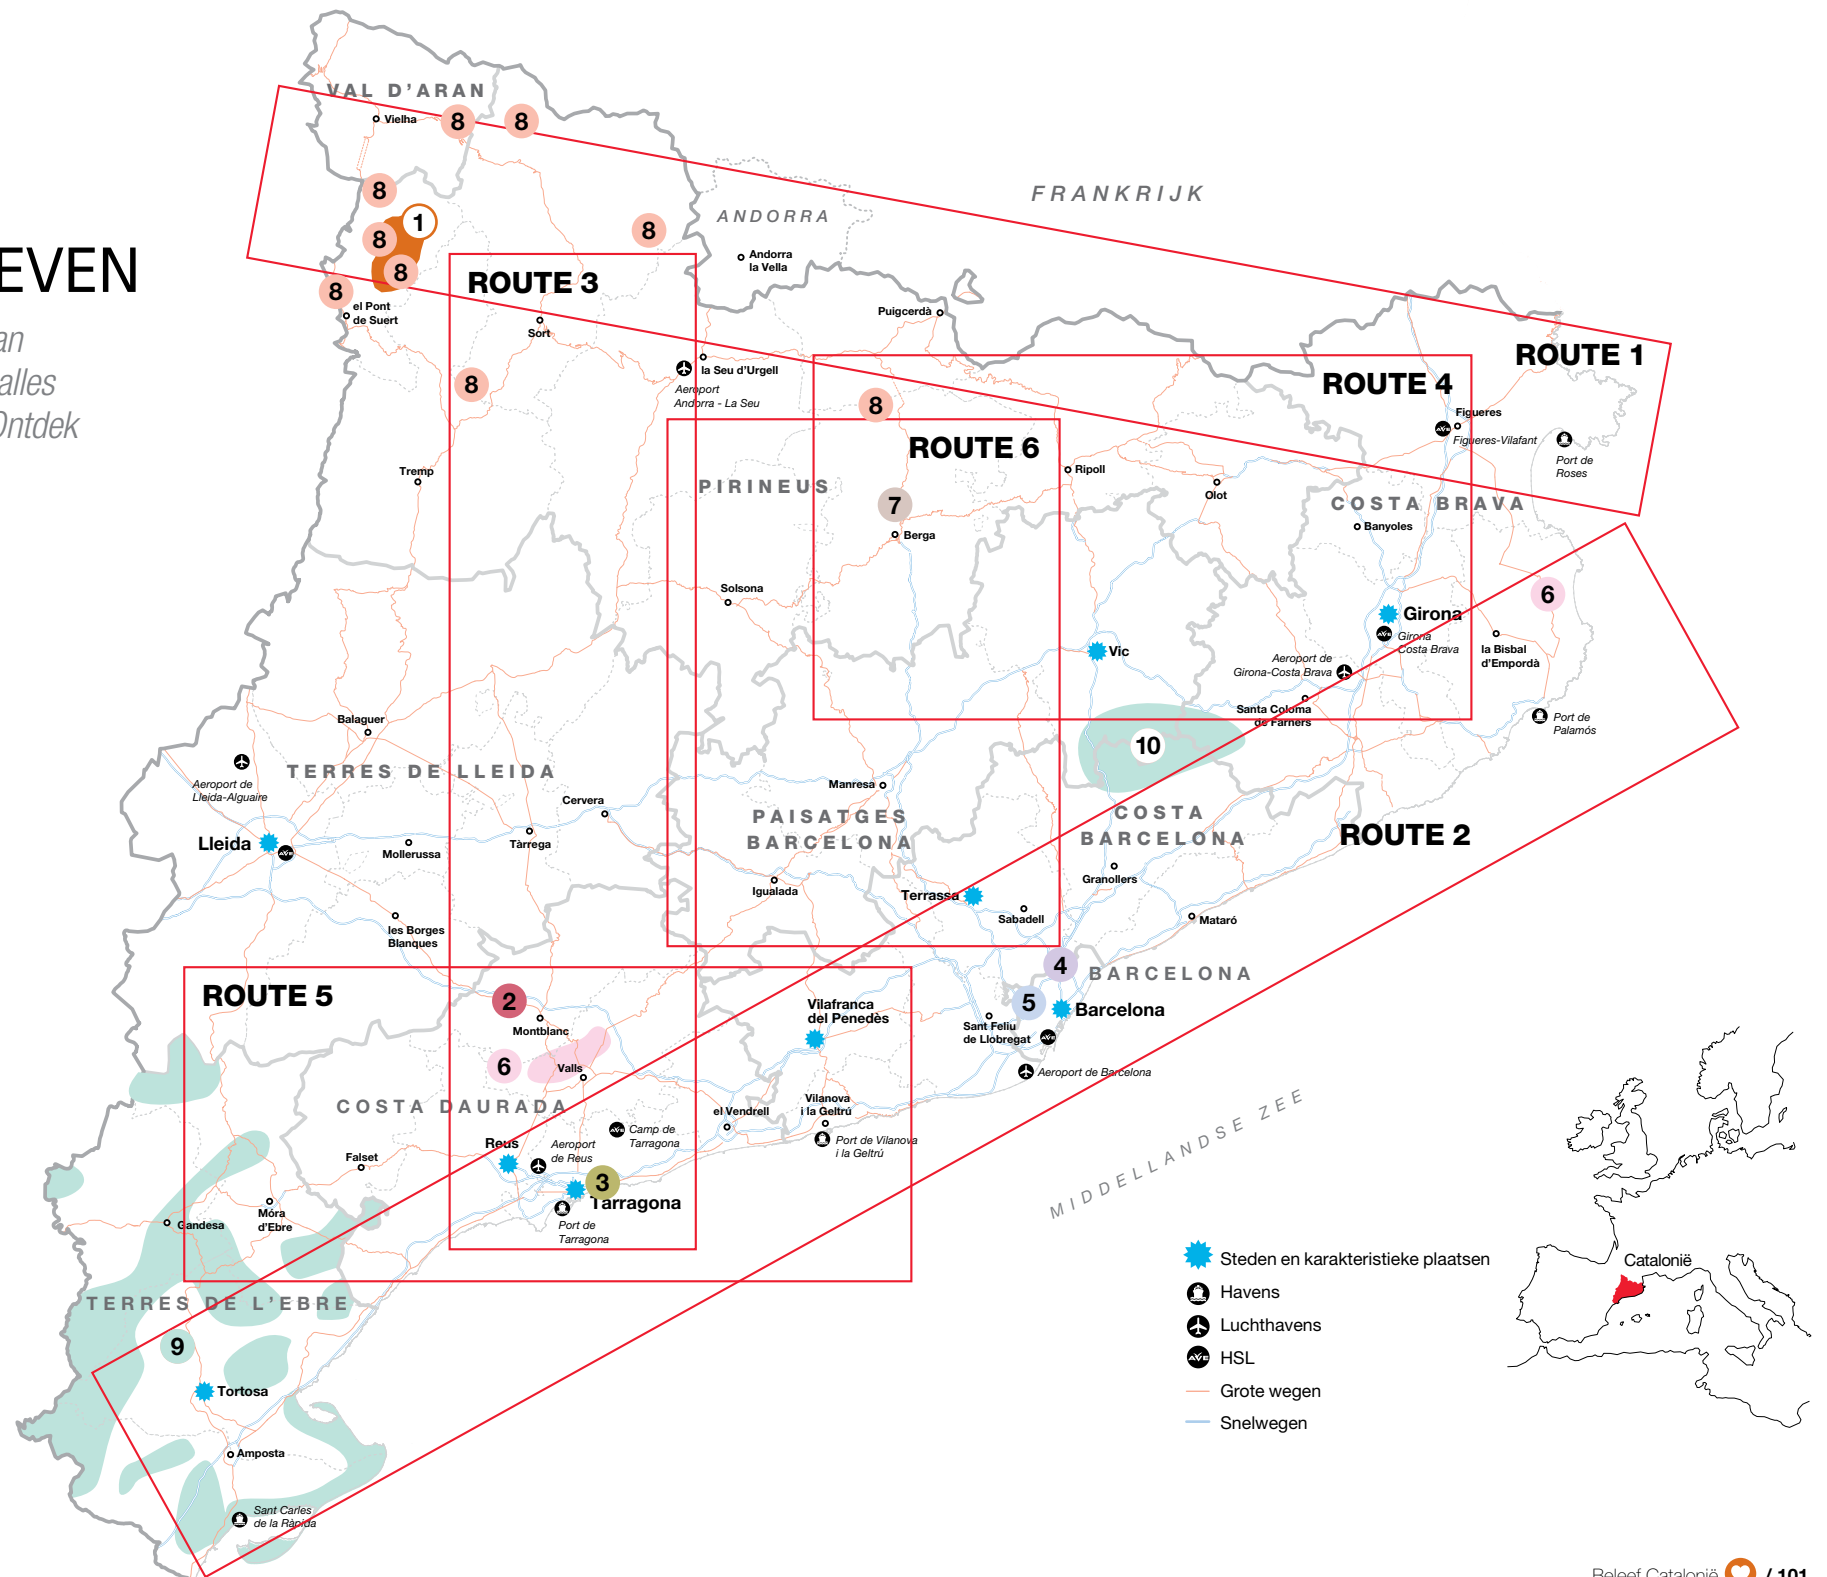 EVEN
an
alles
Ontdek
VAL D'ARAN
Vielha
8
8
8
1
8
8
8
8
ANDORRA
Andorra
la Vella
FRANKRIJK
el Pont
de Suert
ROUTE 3
Sort
Puigcerdà
la Seu d'Urgell
Aeroport
Andorra - La Seu
8
8
ROUTE 1
ROUTE 4
Figueres
Figueres-Vilafant
Port de
Roses
ROUTE 6
Tremp
PIRINEUS
Ripoll
Olot
7
Berga
COSTA BRAVA
Banyoles
Solsona
6
Girona
Girona
Costa Brava
la Bisbal
d'Empordà
Vic
Aeroport de
Girona-Costa Brava
Santa Coloma
de Farners
Port de
Palamós
Balaguer
10
Aeroport de
Lleida-Alguaire
TERRES DE LLEIDA
Manresa
Cervera
PAISATGES
BARCELONA
COSTA
BARCELONA
ROUTE 2
Lleida
AVE
Mollerussa
Tàrrega
Igualada
Granollers
Terrassa
Sabadell
Mataró
les Borges
Blanques
4
BARCELONA
ROUTE 5
2
Montblanc
Vilafranca
del Penedès
5
Barcelona
Sant Feliu
de Llobregat
AVE
Aeroport de Barcelona
6
Valls
COSTA DAURADA
el Vendrell
Vilanova
i la Geltrú
Port de Vilanova
i la Geltrú
Camp de
Tarragona
Reus
Aeroport
de Reus
Falset
3
Tarragona
Port de
Tarragona
MIDDELLANDSE ZEE
Gandesa
Móra
d'Ebre
TERRES DE L'EBRE
9
Tortosa
Amposta
Sant Carles
de la Ràpida
Steden en karakteristieke plaatsen
Havens
Luchthavens
AVE HSL
Grote wegen
Snelwegen
Catalonië
Beleef Catalonië / 101